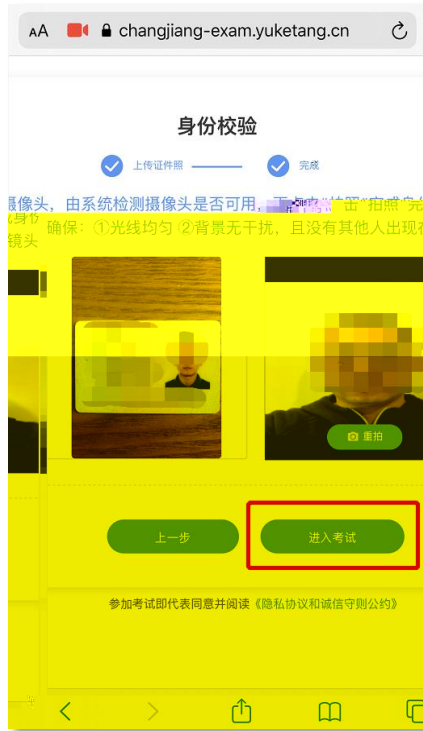 AA changjiang-exam.yuketang.cn
身份校验
上传证件照 完成
摄像头，由系统检测摄像头是否可用，
确保：①光线均匀 ②背景无干扰，且没有其他人出现在
镜头
重拍
上一步 进入考试
参加考试即代表同意并阅读《隐私协议和诚信守则公约》